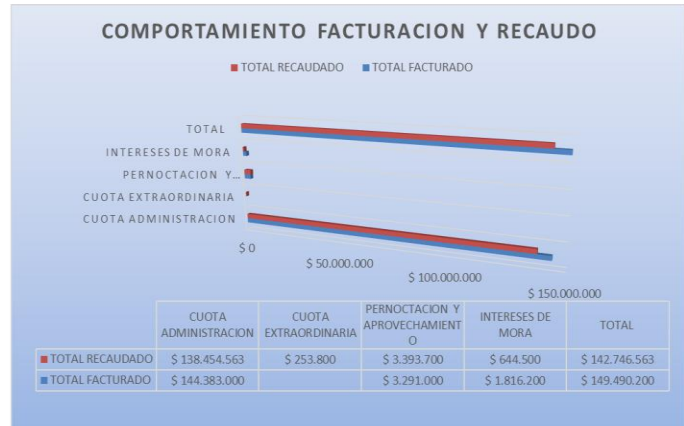 COMPORTAMIENTO FACTURACION Y RECAUDO
TOTAL RECAUDADO TOTAL FACTURADO
TOTAL
INTERESES DE MORA
PERNOCTACION Y...
CUOTA EXTRAORDINARIA
CUOTA ADMINISTRACION
$ 0
$ 50.000.000
$ 100.000.000
$ 150.000.000
CUOTA ADMINISTRACION CUOTA EXTRAORDINARIA PERNOCTACION Y APROVECHAMIENTO INTERESES DE MORA TOTAL
TOTAL RECAUDADO $ 138.454.563 $ 253.800 $ 3.393.700 $ 644.500 $ 142.746.563
TOTAL FACTURADO $ 144.383.000 $ 3.291.000 $ 1.816.200 $ 149.490.200